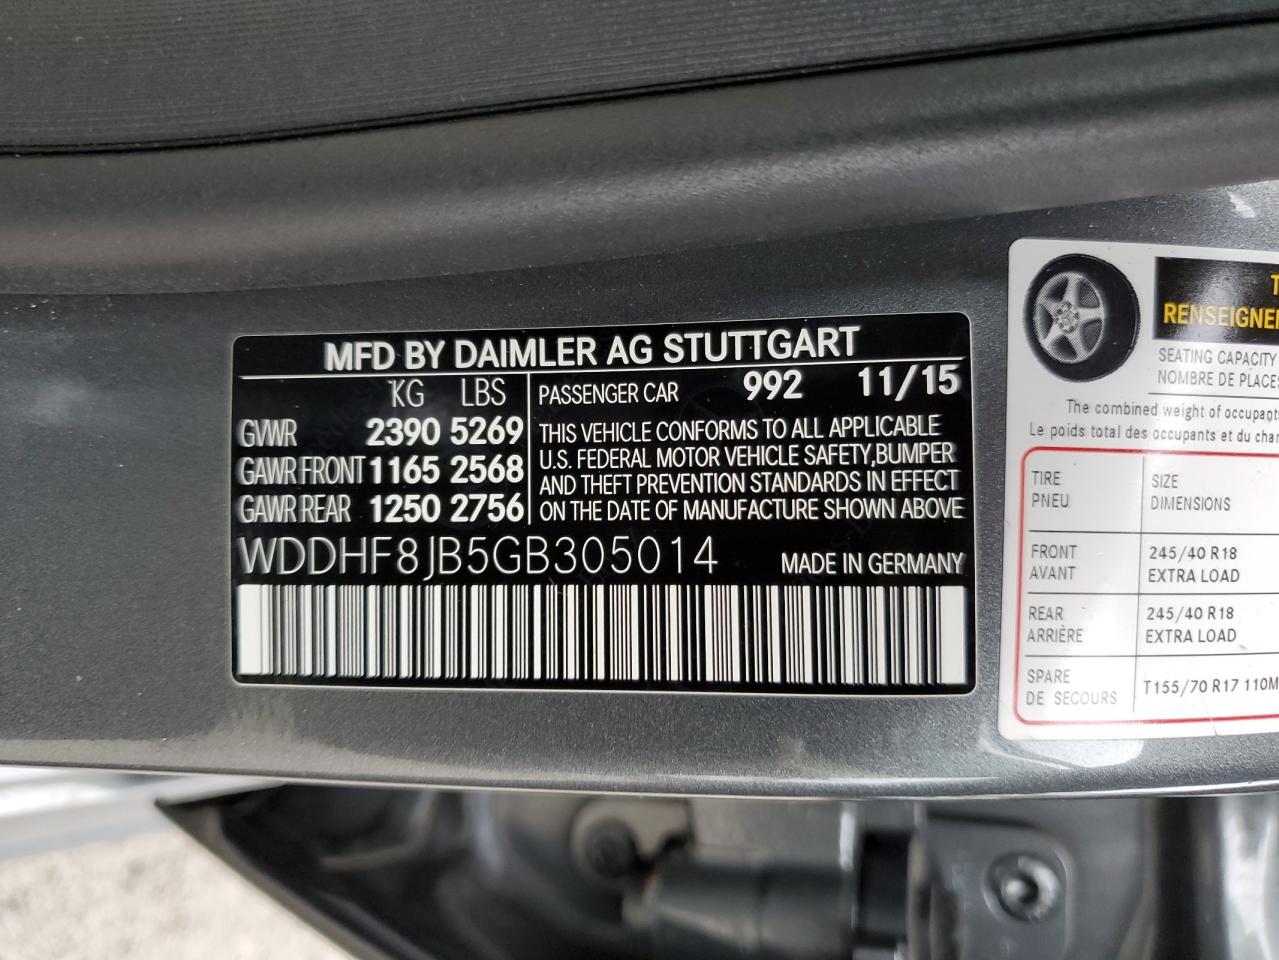 MFD BY DAIMLER AG STUTTGART
KG LBS
GVWR 2390 5269
GAWR FRONT 1165 2568
GAWR REAR 1250 2756
PASSENGER CAR 992 11/15
THIS VEHICLE CONFORMS TO ALL APPLICABLE
U.S. FEDERAL MOTOR VEHICLE SAFETY,BUMPER
AND THEFT PREVENTION STANDARDS IN EFFECT
ON THE DATE OF MANUFACTURE SHOWN ABOVE
WDDHF8JB5GB305014 MADE IN GERMANY
SEATING CAPACITY
NOMBRE DE PLACES
The combined weight of
Le poids total des occupants et du
TIRE SIZE
PNEU DIMENSIONS
FRONT 245/40 R18
AVANT EXTRA LOAD
REAR 245/40 R18
ARRIÈRE EXTRA LOAD
SPARE
DE SECOURS T155/70 R17 110M